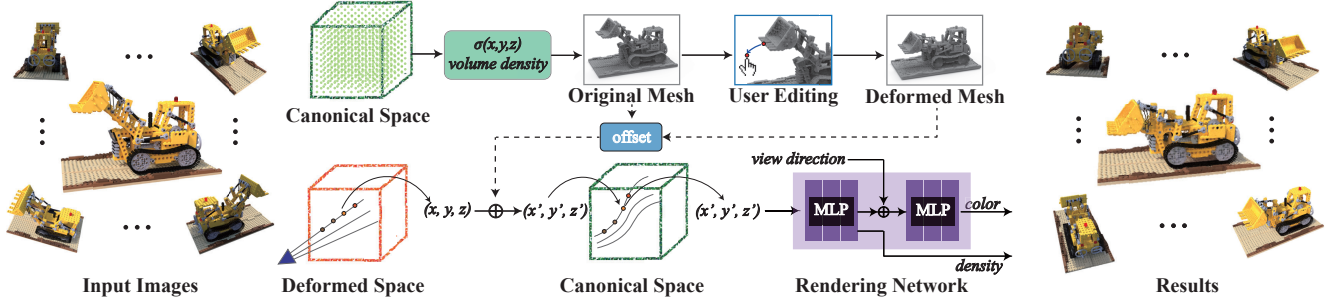 σ(x,y,z)
volume density
Canonical Space
Original Mesh
User Editing
Deformed Mesh
offset
view direction
(x, y, z)
(x', y', z')
(x', y', z')
MLP
MLP
color
density
Input Images
Deformed Space
Canonical Space
Rendering Network
Results